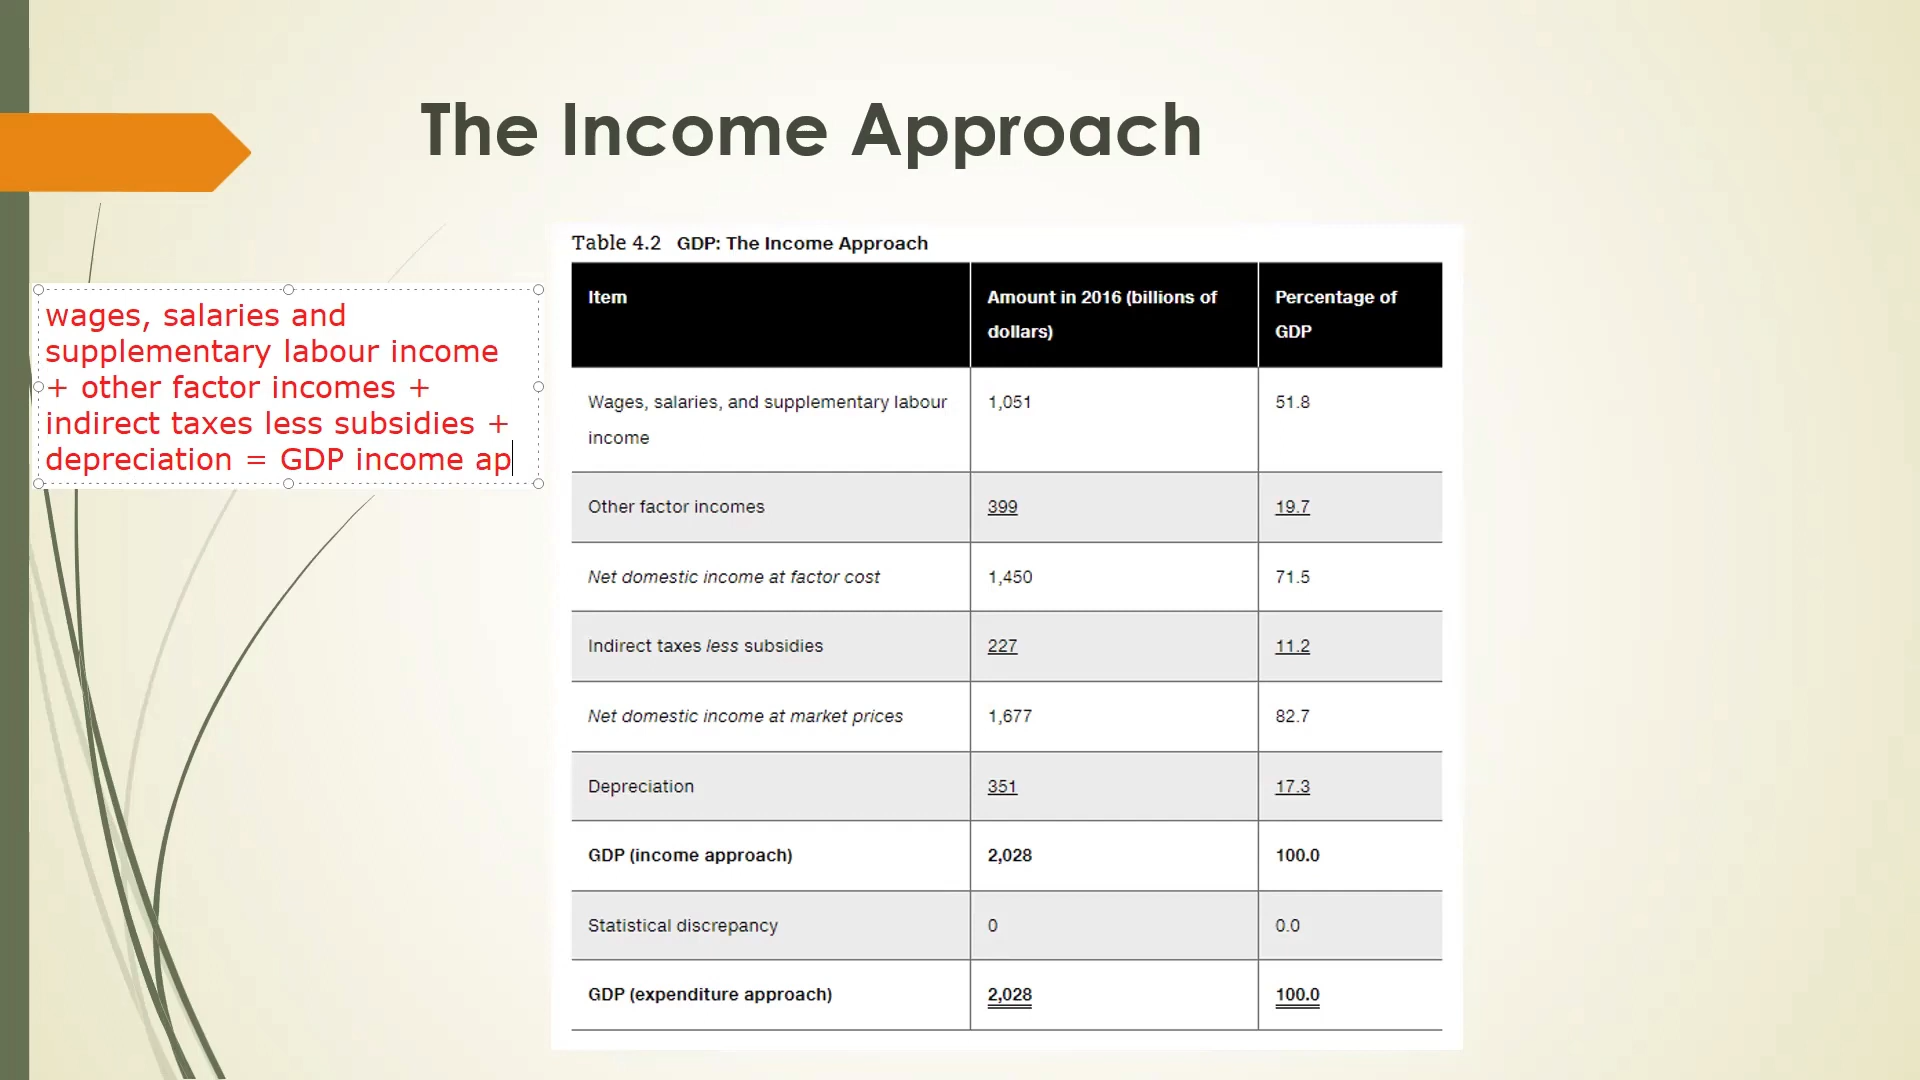 The Income Approach
wages, salaries and
supplementary labour income
+ other factor incomes +
indirect taxes less subsidies +
depreciation = GDP income ap
Table 4.2 GDP: The Income Approach
Item Amount in 2016 (billions of dollars) Percentage of GDP
Wages, salaries, and supplementary labour income 1,051 51.8
Other factor incomes 399 19.7
Net domestic income at factor cost 1,450 71.5
Indirect taxes less subsidies 227 11.2
Net domestic income at market prices 1,677 82.7
Depreciation 351 17.3
GDP (income approach) 2,028 100.0
Statistical discrepancy 0 0.0
GDP (expenditure approach) 2,028 100.0